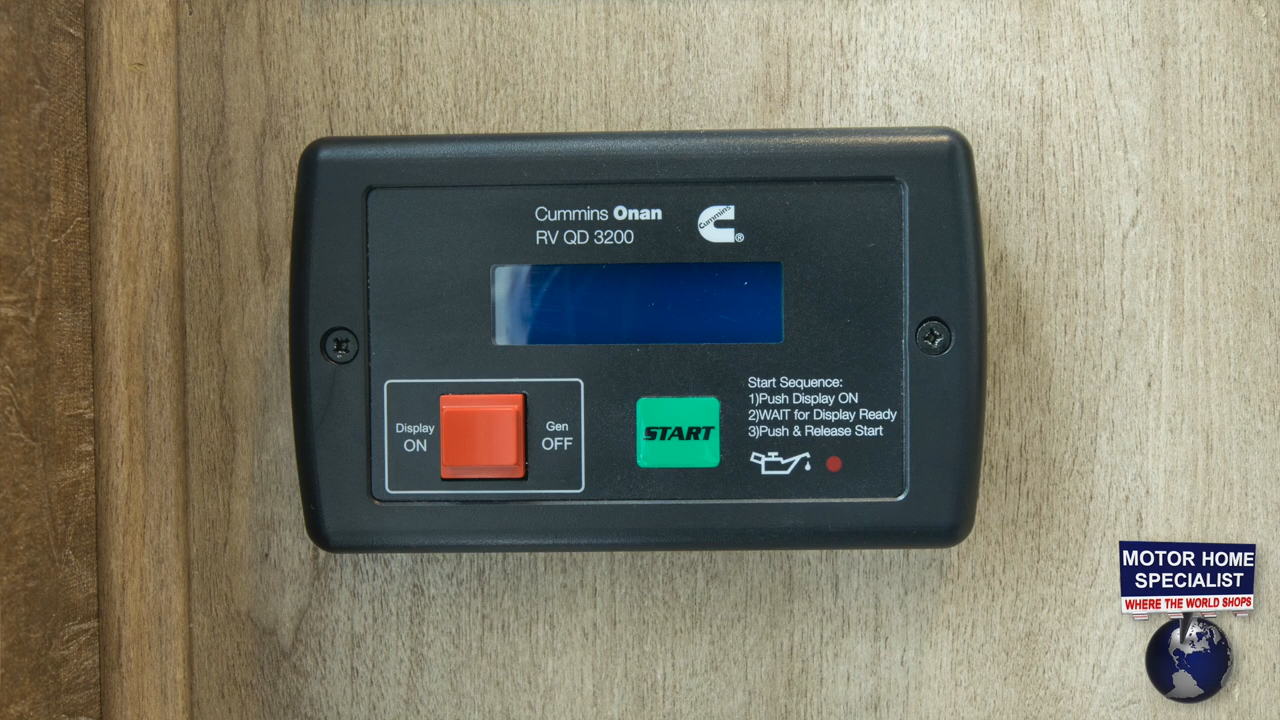 Cummins Onan
RV QD 3200
Cummins
®
Display
ON
Gen
OFF
START
Start Sequence:
1)Push Display ON
2)WAIT for Display Ready
3)Push & Release Start
MOTOR HOME
SPECIALIST
WHERE THE WORLD SHOPS